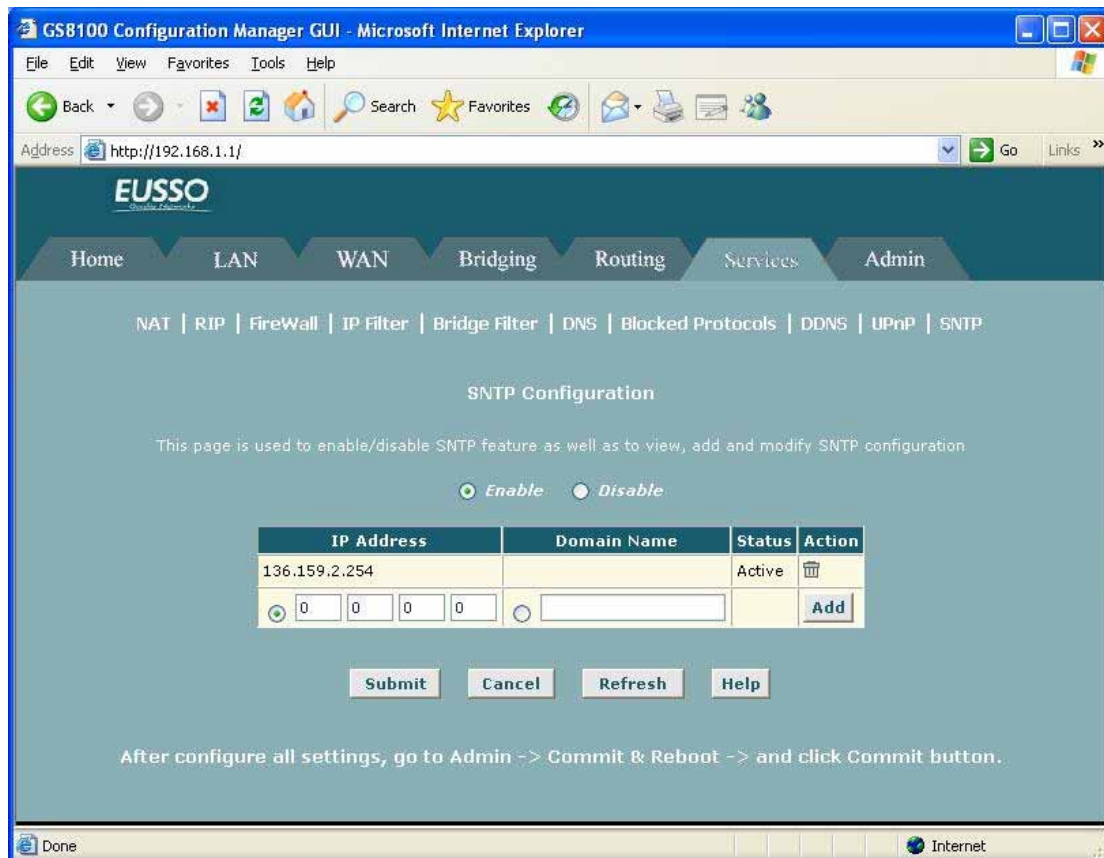 GS8100 Configuration Manager GUI - Microsoft Internet Explorer
File Edit View Favorites Tools Help
Back Search Favorites
Address http://192.168.1.1/ Go Links »
EUSSO
Home LAN WAN Bridging Routing Services Admin
NAT | RIP | FireWall | IP Filter | Bridge Filter | DNS | Blocked Protocols | DDNS | UPnP | SNTP
SNTP Configuration
This page is used to enable/disable SNTP feature as well as to view, add and modify SNTP configuration
Enable Disable
IP Address Domain Name Status Action
136.159.2.254 Active
0 0 0 0 Add
Submit Cancel Refresh Help
After configure all settings, go to Admin -> Commit & Reboot -> and click Commit button.
Done Internet